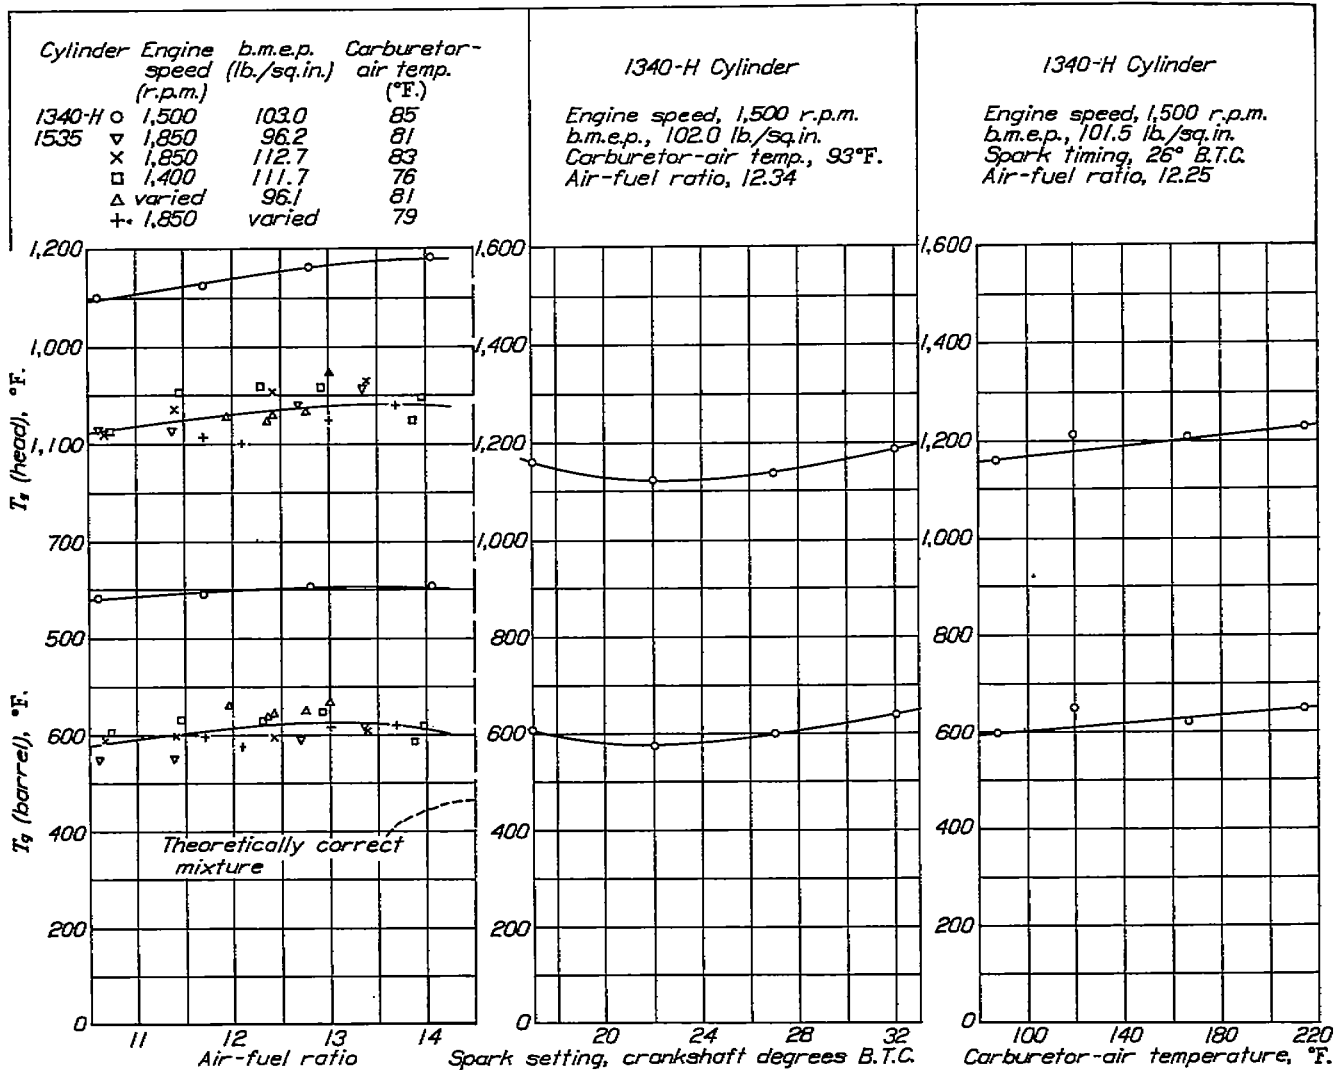 Cylinder Engine speed (r.p.m.) b.m.e.p. (lb./sq.in.) Carburetor-air temp. (°F.)
1340-H ○ 1,500 103.0 85
1535 ▽ 1,850 96.2 81
× 1,850 112.7 83
□ 1,400 111.7 76
△ varied 96.1 81
+ 1,850 varied 79
1340-H Cylinder
Engine speed, 1,500 r.p.m.
b.m.e.p., 102.0 lb./sq.in.
Carburetor-air temp., 93°F.
Air-fuel ratio, 12.34
1340-H Cylinder
Engine speed, 1,500 r.p.m.
b.m.e.p., 101.5 lb./sq.in.
Spark timing, 26° B.T.C.
Air-fuel ratio, 12.25
1,200
1,000
1,100
700
500
600
400
200
0
Tg (head), °F.
Tg (barrel), °F.
Theoretically correct
mixture
11 12 13 14
Air-fuel ratio
1,600
1,400
1,200
1,000
800
600
400
200
0
20 24 28 32
Spark setting, crankshaft degrees B.T.C.
1,600
1,400
1,200
1,000
800
600
400
200
0
100 140 180 220
Carburetor-air temperature, °F.